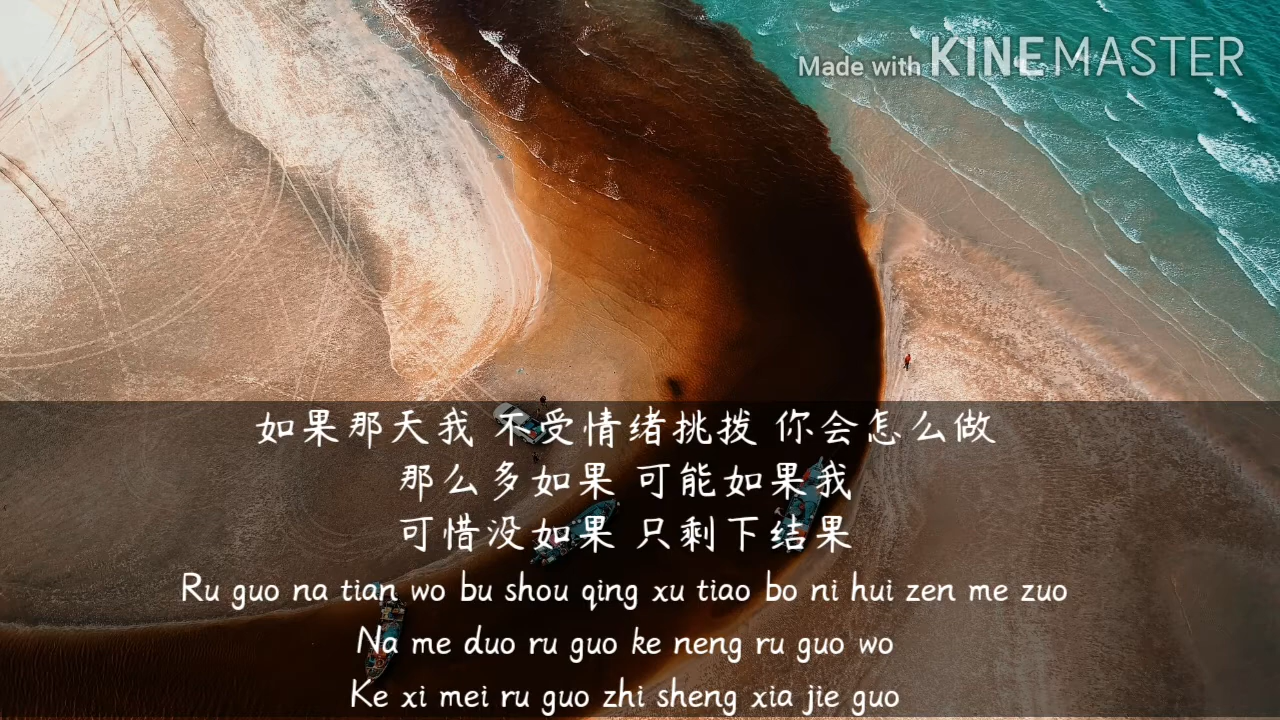 Made with KINEMASTER
如果那天我 不受情绪挑拨 你会怎么做
那么多如果 可能如果我
可惜没如果 只剩下结果
Ru guo na tian wo bu shou qing xu tiao bo ni hui zen me zuo
Na me duo ru guo ke neng ru guo wo
Ke xi mei ru guo zhi sheng xia jie guo